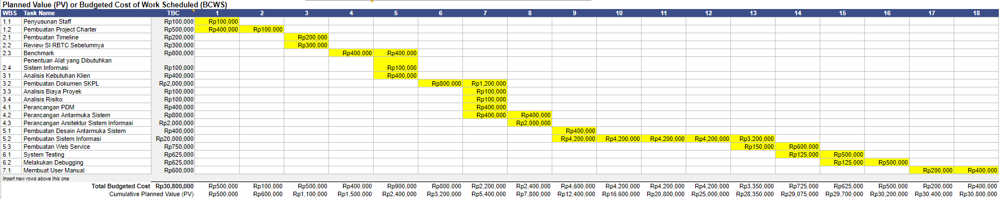 Planned Value (PV) or Budgeted Cost of Work Scheduled (BCWS)
WBS Task Name TBC 1 2 3 4 5 6 7 8 9 10 11 12 13 14 15 16 17 18
1.1 Penyusunan Staff Rp100,000 Rp100,000
1.2 Pembuatan Project Charter Rp500,000 Rp400,000 Rp100,000
2.1 Pembuatan Timeline Rp200,000 Rp200,000
2.2 Review SI RBTC Sebelumnya Rp300,000 Rp300,000
2.3 Benchmark Rp800,000 Rp400,000 Rp400,000
Penentuan Alat yang Dibutuhkan
2.4 Sistem Informasi Rp100,000 Rp100,000
3.1 Analisis Kebutuhan Klien Rp400,000 Rp400,000
3.2 Pembuatan Dokumen SKPL Rp2,000,000 Rp800,000 Rp1,200,000
3.3 Analisis Biaya Proyek Rp100,000 Rp100,000
3.4 Analisis Risiko Rp100,000 Rp100,000
4.1 Perancangan PDM Rp400,000 Rp400,000
4.2 Perancangan Antarmuka Sistem Rp800,000 Rp400,000 Rp400,000
4.3 Perancangan Arsitektur Sistem Informasi Rp2,000,000 Rp2,000,000
5.1 Pembuatan Desain Antarmuka Sistem Rp400,000 Rp400,000
5.2 Pembuatan Sistem Informasi Rp20,000,000 Rp4,200,000 Rp4,200,000 Rp4,200,000 Rp4,200,000 Rp3,200,000
5.3 Pembuatan Web Service Rp750,000 Rp150,000 Rp600,000
6.1 System Testing Rp625,000 Rp125,000 Rp500,000
6.2 Melakukan Debugging Rp625,000 Rp125,000 Rp500,000
7.1 Membuat User Manual Rp600,000 Rp200,000 Rp400,000
Insert new rows above this one
Total Budgeted Cost Rp30,800,000 Rp500,000 Rp100,000 Rp500,000 Rp400,000 Rp900,000 Rp800,000 Rp2,200,000 Rp2,400,000 Rp4,600,000 Rp4,200,000 Rp4,200,000 Rp4,200,000 Rp3,350,000 Rp725,000 Rp625,000 Rp500,000 Rp200,000 Rp400,000
Cumulative Planned Value (PV) Rp500,000 Rp600,000 Rp1,100,000 Rp1,500,000 Rp2,400,000 Rp3,200,000 Rp5,400,000 Rp7,800,000 Rp12,400,000 Rp16,600,000 Rp20,800,000 Rp25,000,000 Rp28,350,000 Rp29,075,000 Rp29,700,000 Rp30,200,000 Rp30,400,000 Rp30,800,000